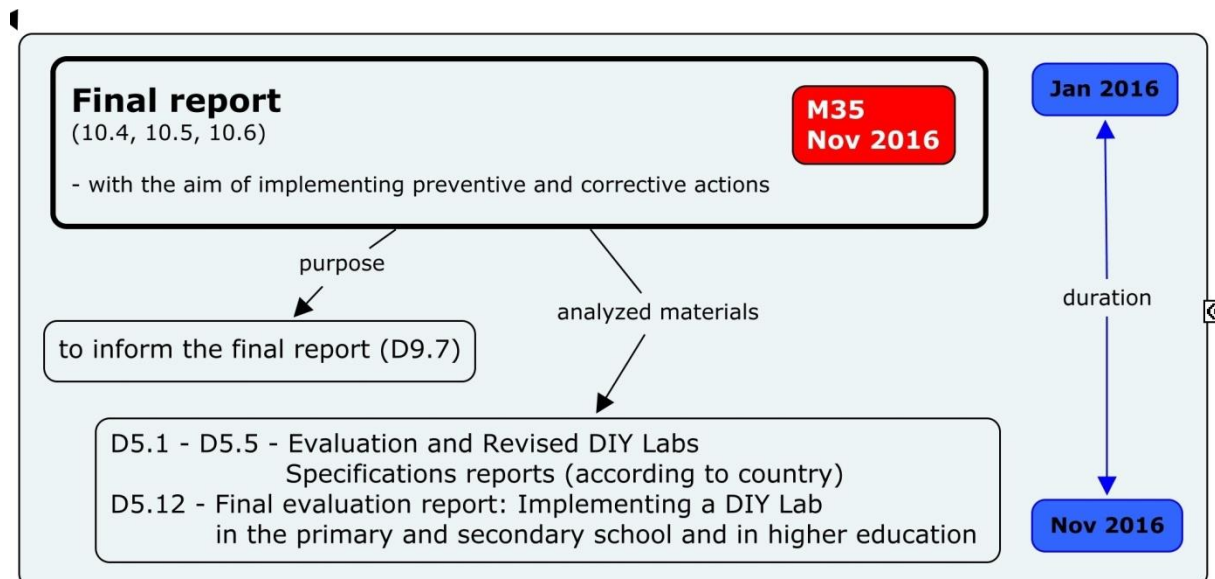 Final report
(10.4, 10.5, 10.6)
M35
Nov 2016
- with the aim of implementing preventive and corrective actions
Jan 2016
purpose
analyzed materials
duration
to inform the final report (D9.7)
D5.1 - D5.5 - Evaluation and Revised DIY Labs
Specifications reports (according to country)
D5.12 - Final evaluation report: Implementing a DIY Lab
in the primary and secondary school and in higher education
Nov 2016